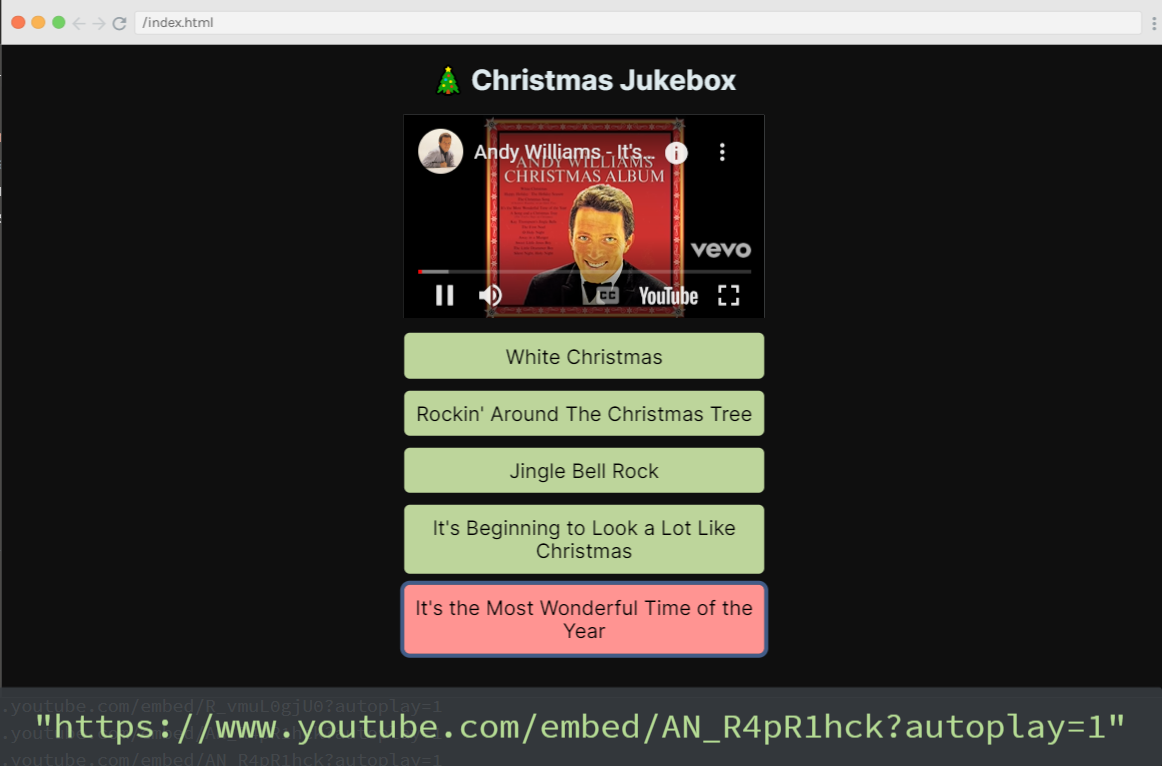 /index.html
🎄 Christmas Jukebox
Andy Williams - It's...
ANDY WILLIAMS
CHRISTMAS ALBUM
vevo
CC YouTube
White Christmas
Rockin' Around The Christmas Tree
Jingle Bell Rock
It's Beginning to Look a Lot Like
Christmas
It's the Most Wonderful Time of the
Year
.youtube.com/embed/R_vmuL0gjU0?autoplay=1
"https://www.youtube.com/embed/AN_R4pR1hck?autoplay=1"
.youtube.com/embed/AN_R4pR1hck?autoplay=1